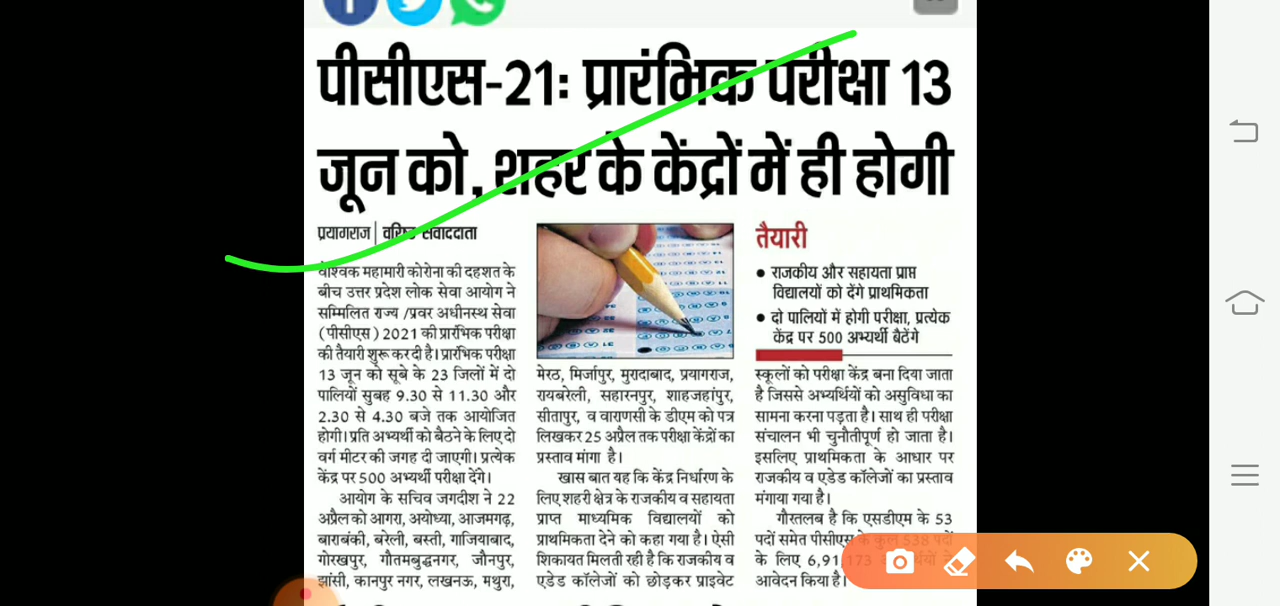 पीसीएस-21: प्रारंभिक परीक्षा 13
जून को, शहर के केंद्रों में ही होगी
प्रयागराज | वरिष्ठ संवाददाता
वैश्विक महामारी कोरोना की दहशत के
बीच उत्तर प्रदेश लोक सेवा आयोग ने
सम्मिलित राज्य /प्रवर अधीनस्थ सेवा
(पीसीएस) 2021 की प्रारंभिक परीक्षा
की तैयारी शुरू कर दी है। प्रारंभिक परीक्षा
13 जून को सूबे के 23 जिलों में दो
पालियों सुबह 9.30 से 11.30 और
2.30 से 4.30 बजे तक आयोजित
होगी। प्रति अभ्यर्थी को बैठने के लिए दो
वर्ग मीटर की जगह दी जाएगी। प्रत्येक
केंद्र पर 500 अभ्यर्थी परीक्षा देंगे।
आयोग के सचिव जगदीश ने 22
अप्रैल को आगरा, अयोध्या, आजमगढ़,
बाराबंकी, बरेली, बस्ती, गाजियाबाद,
गोरखपुर, गौतमबुद्धनगर, जौनपुर,
झांसी, कानपुर नगर, लखनऊ, मथुरा,
मेरठ, मिर्जापुर, मुरादाबाद, प्रयागराज,
रायबरेली, सहारनपुर, शाहजहांपुर,
सीतापुर, व वाराणसी के डीएम को पत्र
लिखकर 25 अप्रैल तक परीक्षा केंद्रों का
प्रस्ताव मांगा है।
खास बात यह कि केंद्र निर्धारण के
लिए शहरी क्षेत्र के राजकीय व सहायता
प्राप्त माध्यमिक विद्यालयों को
प्राथमिकता देने को कहा गया है। ऐसी
शिकायत मिलती रही है कि राजकीय व
एडेड कॉलेजों को छोड़कर प्राइवेट
तैयारी
● राजकीय और सहायता प्राप्त
विद्यालयों को देंगे प्राथमिकता
● दो पालियों में होगी परीक्षा, प्रत्येक
केंद्र पर 500 अभ्यर्थी बैठेंगे
स्कूलों को परीक्षा केंद्र बना दिया जाता
है जिससे अभ्यर्थियों को असुविधा का
सामना करना पड़ता है। साथ ही परीक्षा
संचालन भी चुनौतीपूर्ण हो जाता है।
इसलिए प्राथमिकता के आधार पर
राजकीय व एडेड कॉलेजों का प्रस्ताव
मंगाया गया है।
गौरतलब है कि एसडीएम के 53
पदों समेत पीसीएस के कुल 538 पदों
के लिए 6,91,173 अभ्यर्थियों ने
आवेदन किया है।